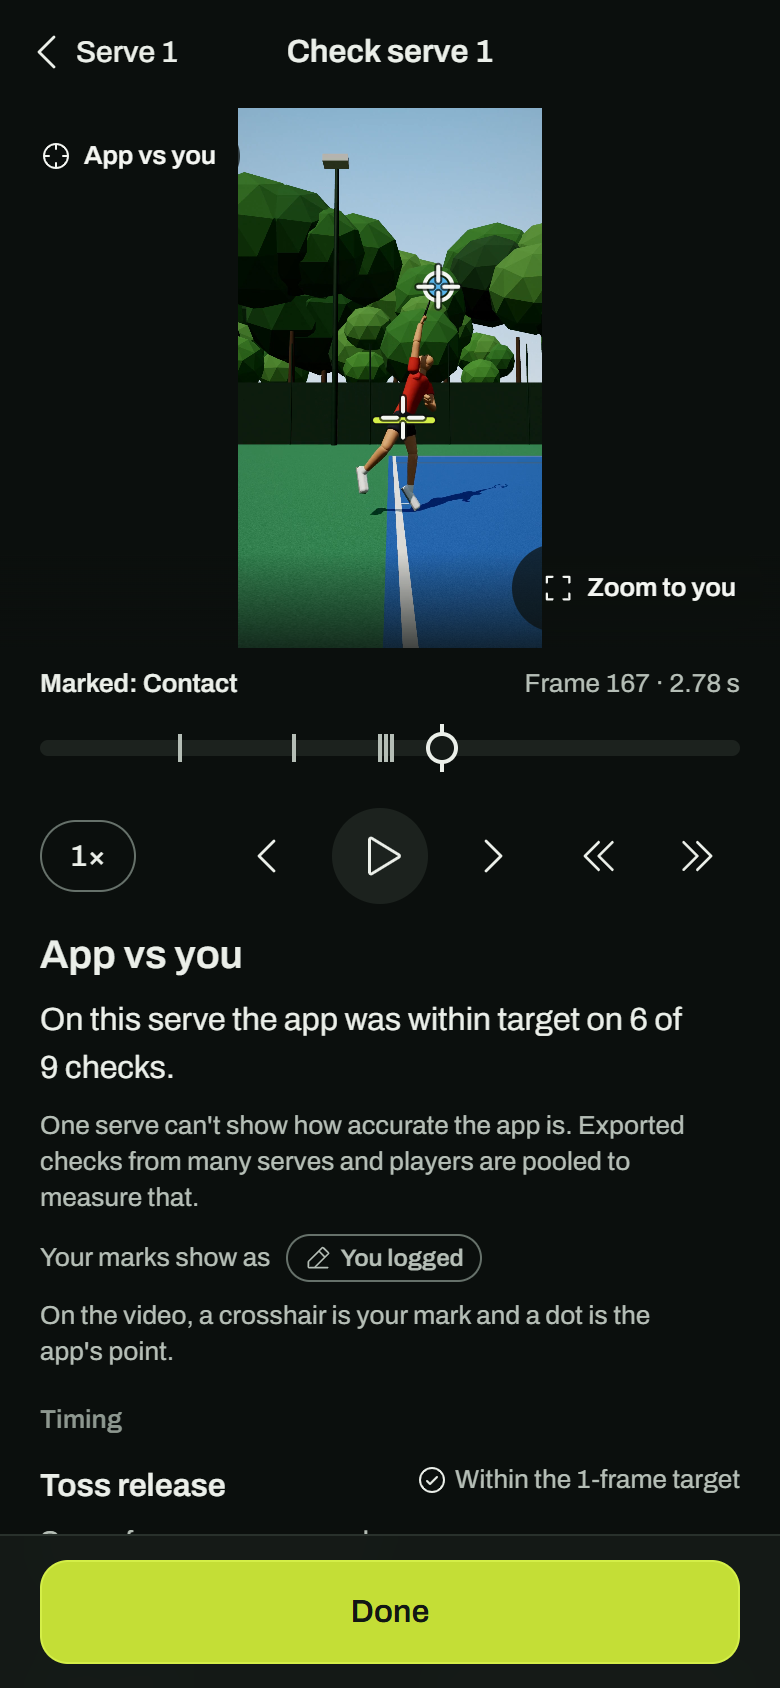 Serve 1
Check serve 1
App vs you
Zoom to you
Marked: Contact
Frame 167 · 2.78 s
1×
App vs you
On this serve the app was within target on 6 of
9 checks.
One serve can't show how accurate the app is. Exported
checks from many serves and players are pooled to
measure that.
Your marks show as
You logged
On the video, a crosshair is your mark and a dot is the
app's point.
Timing
Toss release
Within the 1-frame target
Done